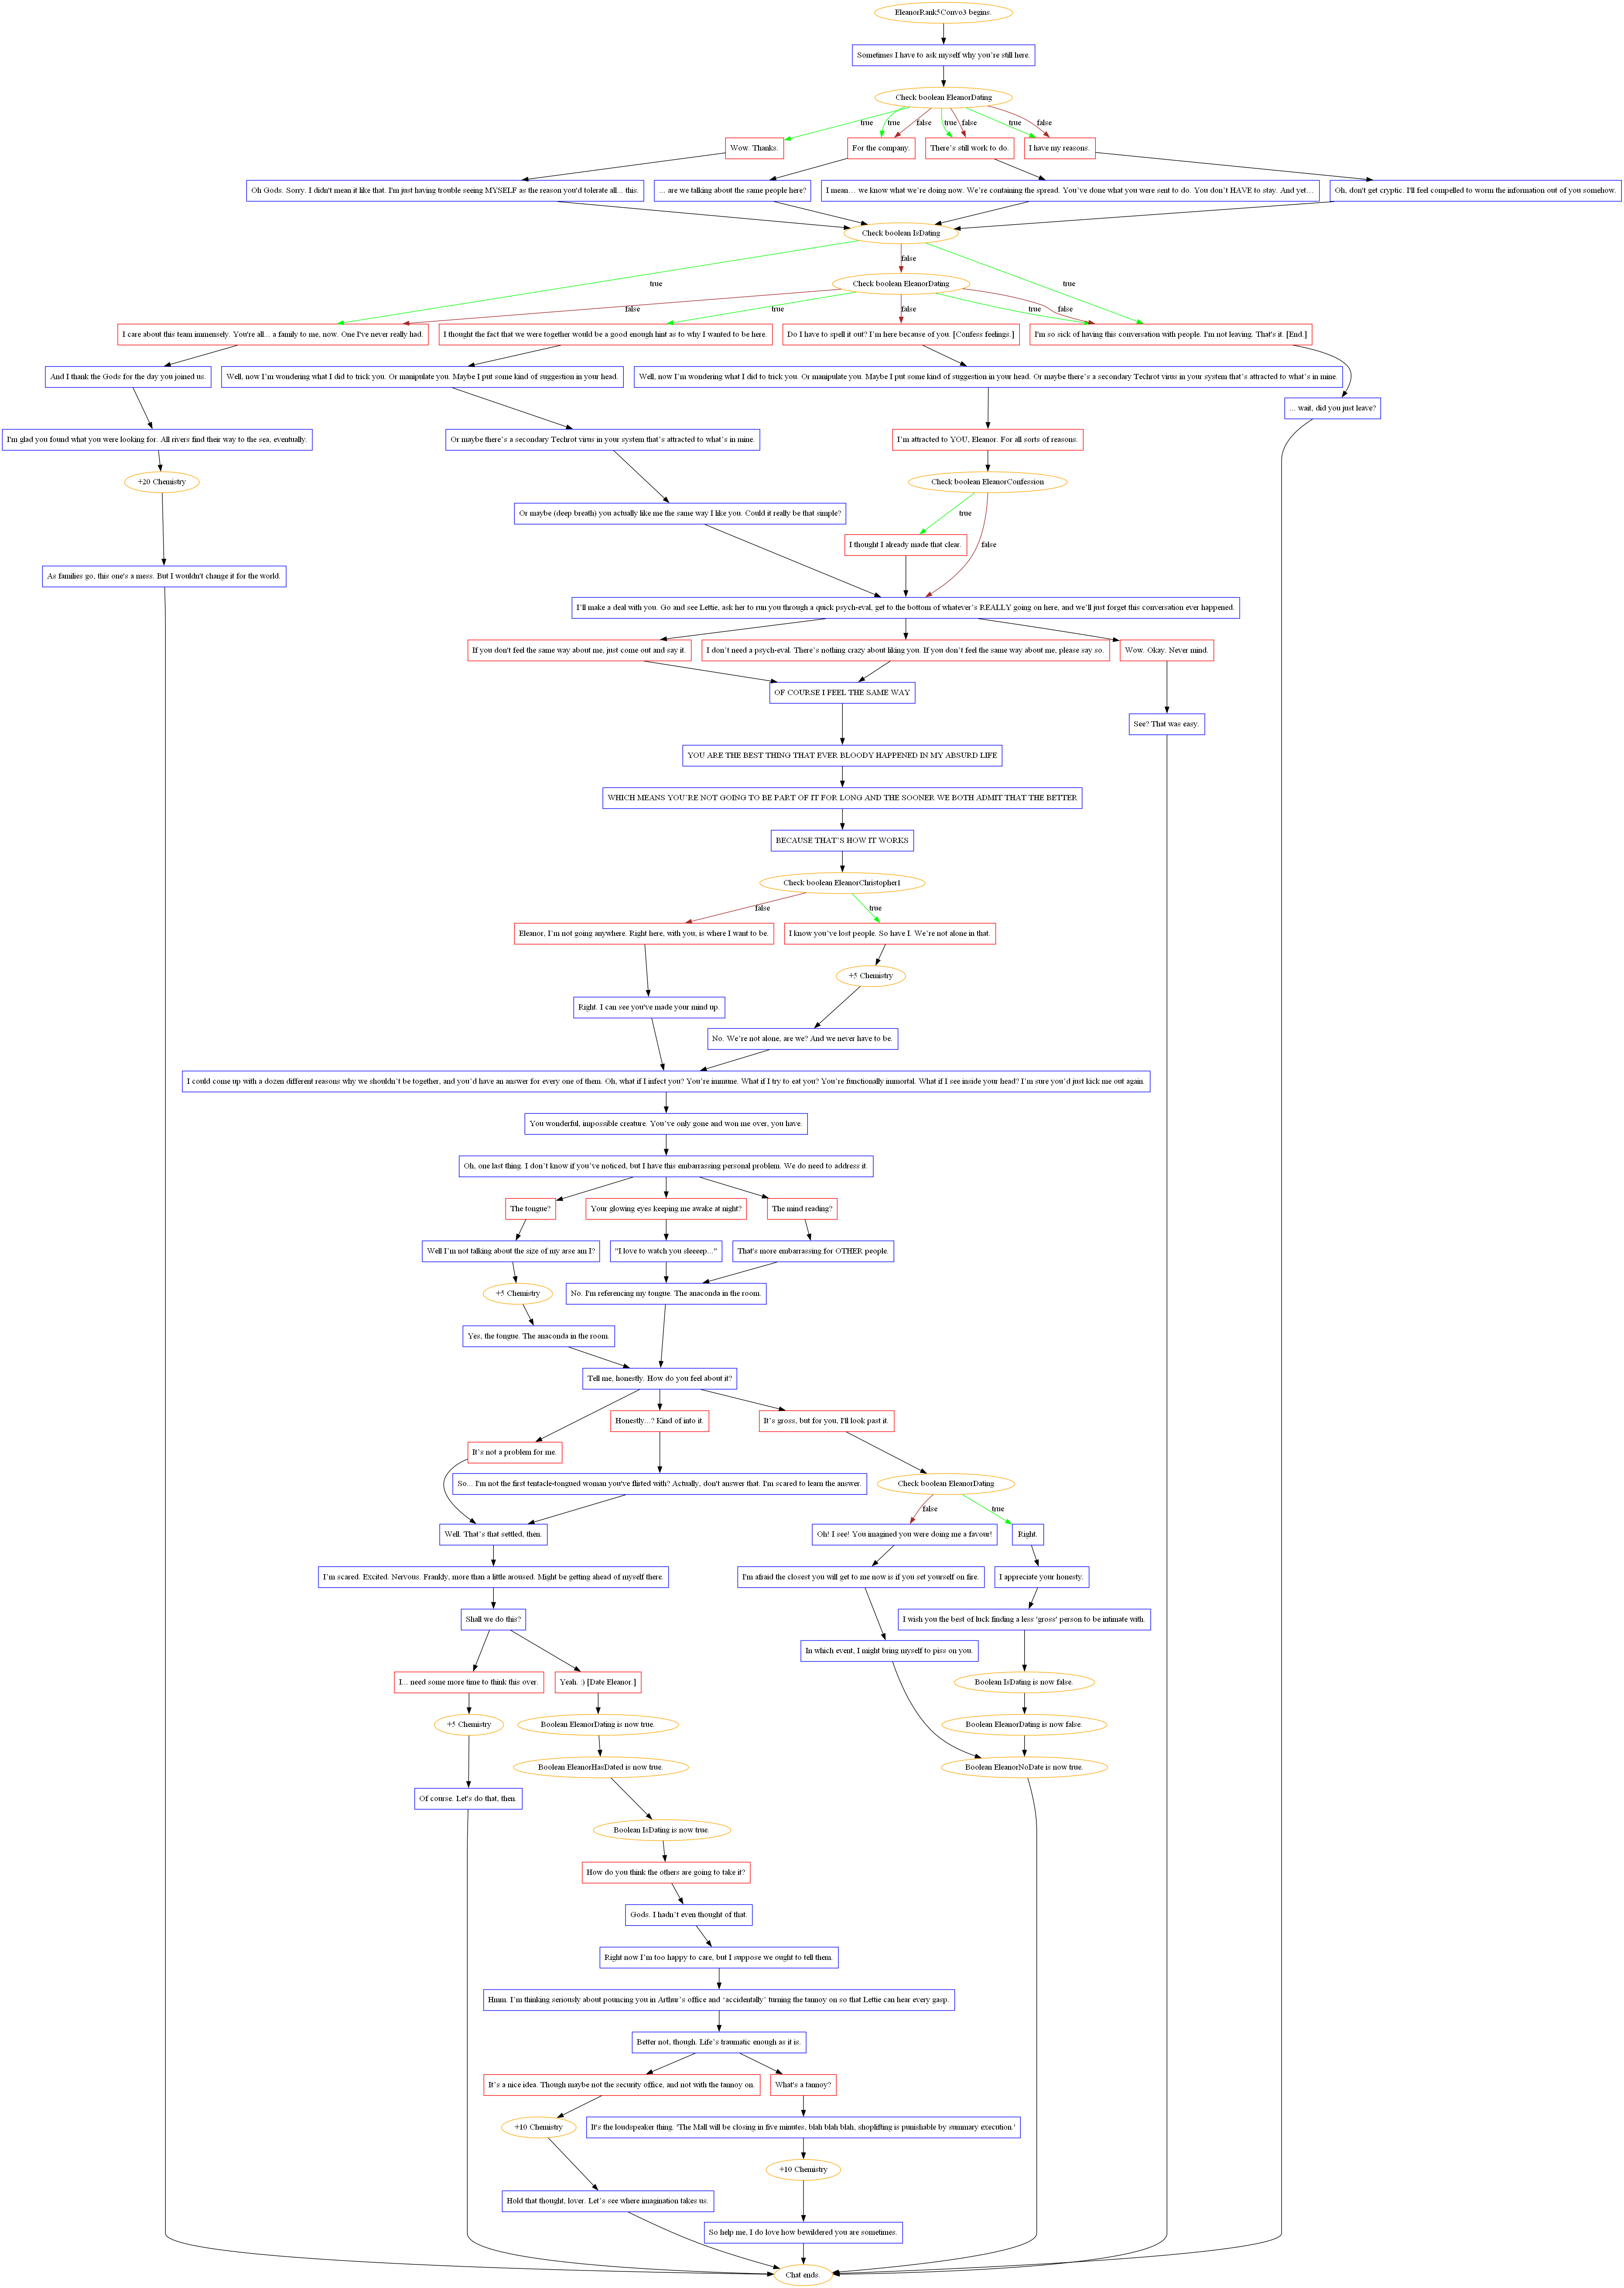 EleanorRank5Convo3 begins.
Sometimes I have to ask myself why you're still here.
Check boolean EleanorDating
true
true
false
true
false
true
false
Wow. Thanks.
For the company.
There's still work to do.
I have my reasons.
Oh Gods. Sorry. I didn't mean it like that. I'm just having trouble seeing MYSELF as the reason you'd tolerate all... this.
... are we talking about the same people here?
I mean… we know what we're doing now. We're containing the spread. You've done what you were sent to do. You don't HAVE to stay. And yet…
Oh, don't get cryptic. I'll feel compelled to worm the information out of you somehow.
Check boolean IsDating
false
true
true
Check boolean EleanorDating
false
true
false
true
false
I care about this team immensely. You're all... a family to me, now. One I've never really had.
I thought the fact that we were together would be a good enough hint as to why I wanted to be here.
Do I have to spell it out? I'm here because of you. [Confess feelings.]
I'm so sick of having this conversation with people. I'm not leaving. That's it. [End.]
And I thank the Gods for the day you joined us.
Well, now I'm wondering what I did to trick you. Or manipulate you. Maybe I put some kind of suggestion in your head.
Well, now I'm wondering what I did to trick you. Or manipulate you. Maybe I put some kind of suggestion in your head. Or maybe there's a secondary Techrot virus in your system that's attracted to what's in mine.
... wait, did you just leave?
I'm glad you found what you were looking for. All rivers find their way to the sea, eventually.
Or maybe there's a secondary Techrot virus in your system that's attracted to what's in mine.
I'm attracted to YOU, Eleanor. For all sorts of reasons.
+20 Chemistry
Check boolean EleanorConfession
Or maybe (deep breath) you actually like me the same way I like you. Could it really be that simple?
true
I thought I already made that clear.
false
As families go, this one's a mess. But I wouldn't change it for the world.
I'll make a deal with you. Go and see Lettie, ask her to run you through a quick psych-eval, get to the bottom of whatever's REALLY going on here, and we'll just forget this conversation ever happened.
If you don't feel the same way about me, just come out and say it.
I don't need a psych-eval. There's nothing crazy about liking you. If you don't feel the same way about me, please say so.
Wow. Okay. Never mind.
OF COURSE I FEEL THE SAME WAY
See? That was easy.
YOU ARE THE BEST THING THAT EVER BLOODY HAPPENED IN MY ABSURD LIFE
WHICH MEANS YOU'RE NOT GOING TO BE PART OF IT FOR LONG AND THE SOONER WE BOTH ADMIT THAT THE BETTER
BECAUSE THAT'S HOW IT WORKS
Check boolean EleanorChristopher1
false
true
Eleanor, I'm not going anywhere. Right here, with you, is where I want to be.
I know you've lost people. So have I. We're not alone in that.
+5 Chemistry
Right. I can see you've made your mind up.
No. We're not alone, are we? And we never have to be.
I could come up with a dozen different reasons why we shouldn't be together, and you'd have an answer for every one of them. Oh, what if I infect you? You're immune. What if I try to eat you? You're functionally immortal. What if I see inside your head? I'm sure you'd just kick me out again.
You wonderful, impossible creature. You've only gone and won me over, you have.
Oh, one last thing. I don't know if you've noticed, but I have this embarrassing personal problem. We do need to address it.
The tongue?
Your glowing eyes keeping me awake at night?
The mind reading?
Well I'm not talking about the size of my arse am I?
"I love to watch you sleeeep..."
That's more embarrassing for OTHER people.
+5 Chemistry
No. I'm referencing my tongue. The anaconda in the room.
Yes, the tongue. The anaconda in the room.
Tell me, honestly. How do you feel about it?
Honestly...? Kind of into it.
It's gross, but for you, I'll look past it.
It's not a problem for me.
So... I'm not the first tentacle-tongued woman you've flirted with? Actually, don't answer that. I'm scared to learn the answer.
Check boolean EleanorDating
false
true
Well. That's that settled, then.
Oh! I see! You imagined you were doing me a favour!
Right.
I'm scared. Excited. Nervous. Frankly, more than a little aroused. Might be getting ahead of myself there.
I'm afraid the closest you will get to me now is if you set yourself on fire.
I appreciate your honesty.
Shall we do this?
I wish you the best of luck finding a less 'gross' person to be intimate with.
In which event, I might bring myself to piss on you.
I... need some more time to think this over.
Yeah. :) [Date Eleanor.]
Boolean IsDating is now false.
+5 Chemistry
Boolean EleanorDating is now true.
Boolean EleanorDating is now false.
Boolean EleanorHasDated is now true.
Boolean EleanorNoDate is now true.
Of course. Let's do that, then.
Boolean IsDating is now true.
How do you think the others are going to take it?
Gods. I hadn't even thought of that.
Right now I'm too happy to care, but I suppose we ought to tell them.
Hmm. I'm thinking seriously about pouncing you in Arthur's office and 'accidentally' turning the tannoy on so that Lettie can hear every gasp.
Better not, though. Life's traumatic enough as it is.
It's a nice idea. Though maybe not the security office, and not with the tannoy on.
What's a tannoy?
+10 Chemistry
It's the loudspeaker thing. 'The Mall will be closing in five minutes, blah blah blah, shoplifting is punishable by summary execution.'
+10 Chemistry
Hold that thought, lover. Let's see where imagination takes us.
So help me, I do love how bewildered you are sometimes.
Chat ends.